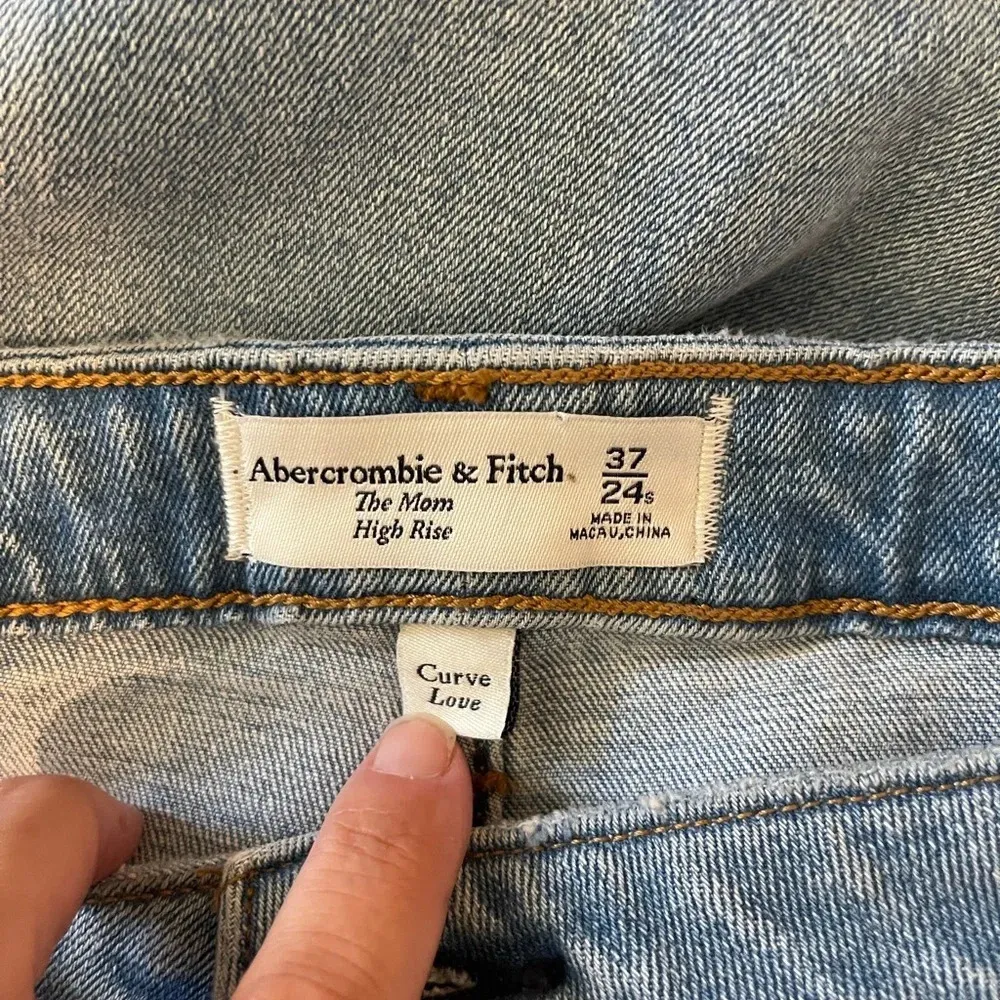 Abercrombie & Fitch
The Mom
High Rise
37
24s
MADE IN
MACAU,CHINA
Curve
Love